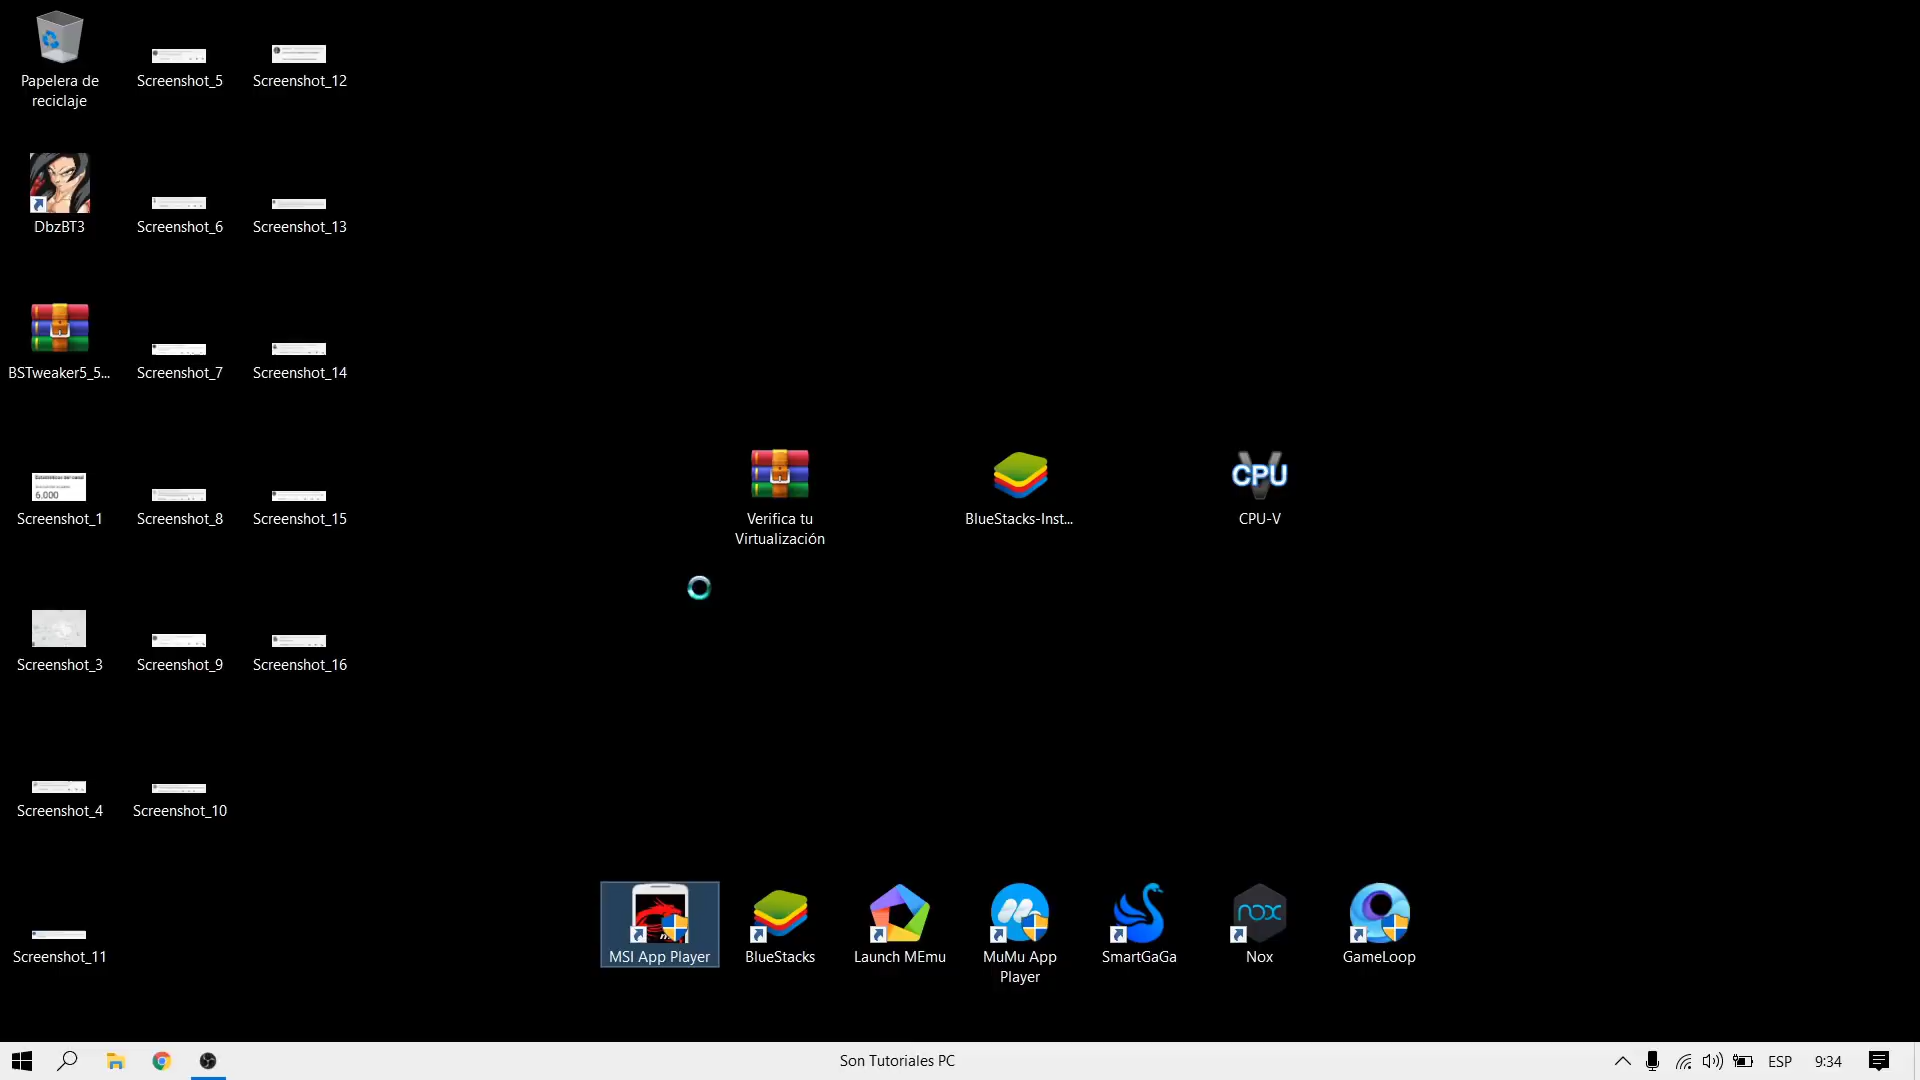 Papelera de
reciclaje
Screenshot_5
Screenshot_12
DbzBT3
Screenshot_6
Screenshot_13
BSTweaker5_5...
Screenshot_7
Screenshot_14
6.000
Screenshot_1
Screenshot_8
Screenshot_15
Verifica tu
Virtualización
BlueStacks-Inst...
CPU
CPU-V
Screenshot_3
Screenshot_9
Screenshot_16
Screenshot_4
Screenshot_10
Screenshot_11
MSI App Player
BlueStacks
Launch MEmu
MuMu App
Player
SmartGaGa
nox
Nox
GameLoop
Son Tutoriales PC
ESP
9:34